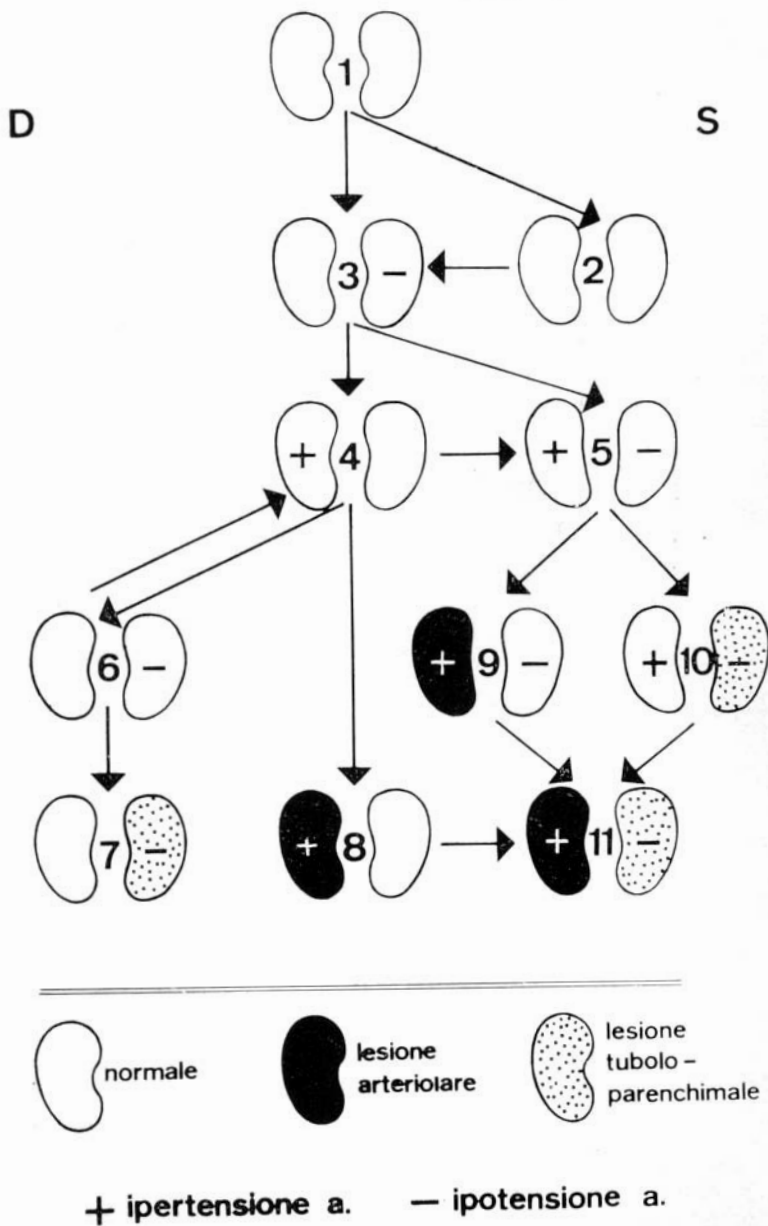 1
D S
3 − 2
+ 4 + 5 −
6 − + 9 − + 10 −
7 − + 8 + 11 −
normale
lesione
arteriolare
lesione
tubolo -
parenchimale
+ ipertensione a. − ipotensione a.